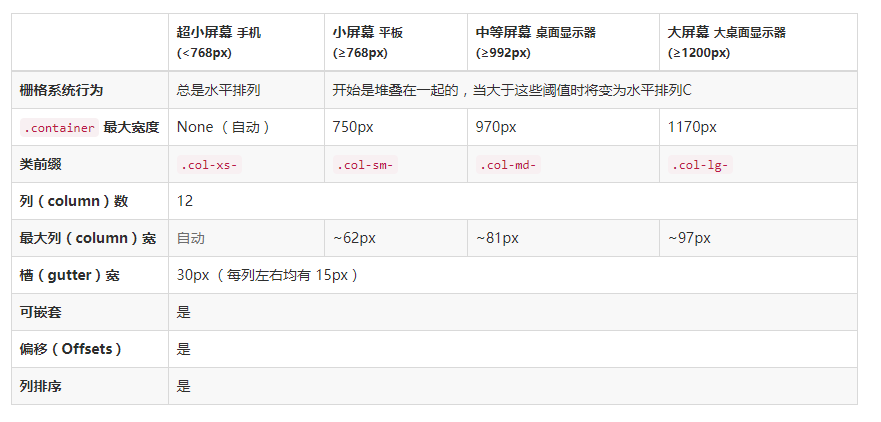 超小屏幕 手机 小屏幕 平板 中等屏幕 桌面显示器 大屏幕 大桌面显示器
(<768px) (≥768px) (≥992px) (≥1200px)
栅格系统行为 总是水平排列 开始是堆叠在一起的，当大于这些阈值时将变为水平排列C
.container 最大宽度 None （自动） 750px 970px 1170px
类前缀 .col-xs- .col-sm- .col-md- .col-lg-
列（column）数 12
最大列（column）宽 自动 ~62px ~81px ~97px
槽（gutter）宽 30px （每列左右均有 15px）
可嵌套 是
偏移（Offsets） 是
列排序 是